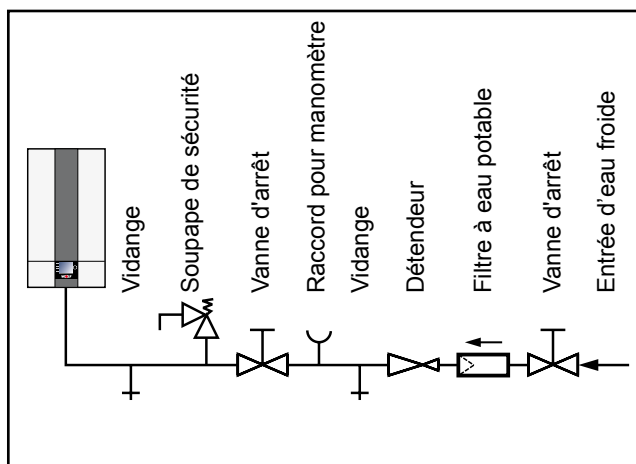 Vidange
Soupape de sécurité
Vanne d'arrêt
Raccord pour manomètre
Vidange
Détendeur
Filtre à eau potable
Vanne d'arrêt
Entrée d'eau froide